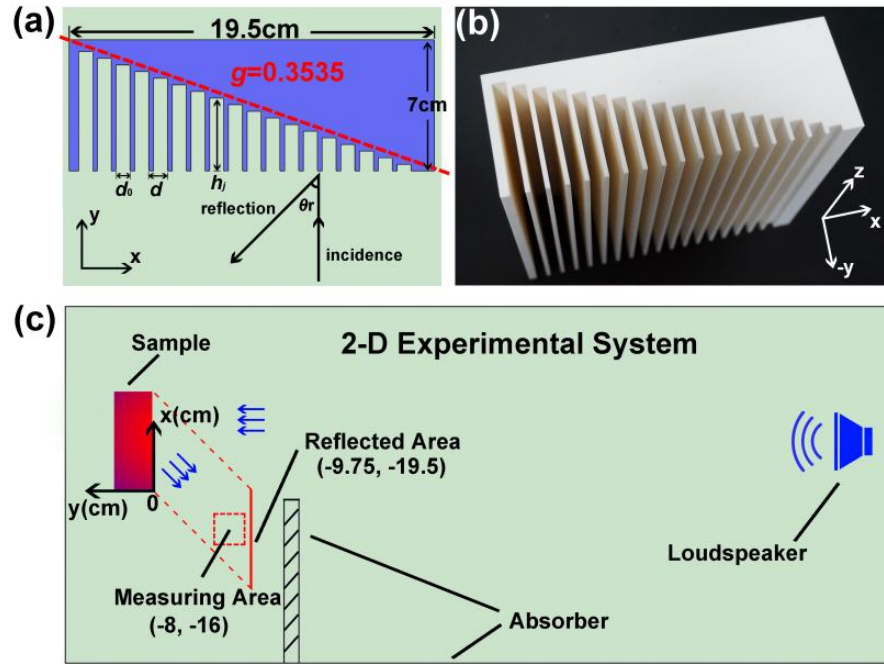 (a)
19.5cm
g=0.3535
7cm
d₀
d
hⱼ
reflection
θr
y
x
incidence
(b)
z
x
-y
(c)
2-D Experimental System
Sample
x(cm)
Reflected Area
(-9.75, -19.5)
y(cm)
0
Loudspeaker
Measuring Area
(-8, -16)
Absorber